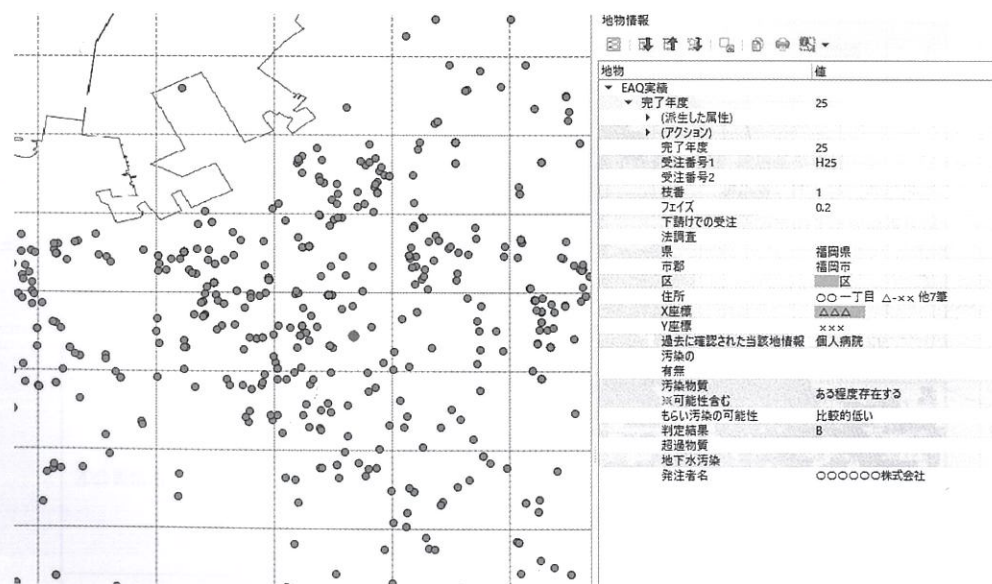 地物情報
地物 値
EAQ実績
完了年度 25
(派生した属性)
(アクション)
完了年度 25
受注番号1 H25
受注番号2
枝番 1
フェイズ 0.2
下請けでの受注
法調査
県 福岡県
市郡 福岡市
区 区
住所 ○○一丁目 △-×× 他7筆
X座標 △△△
Y座標 ×××
過去に確認された当該地情報 個人病院
汚染の
有無
汚染物質
※可能性含む ある程度存在する
もらい汚染の可能性 比較的低い
判定結果 B
超過物質
地下水汚染
発注者名 ○○○○○○株式会社